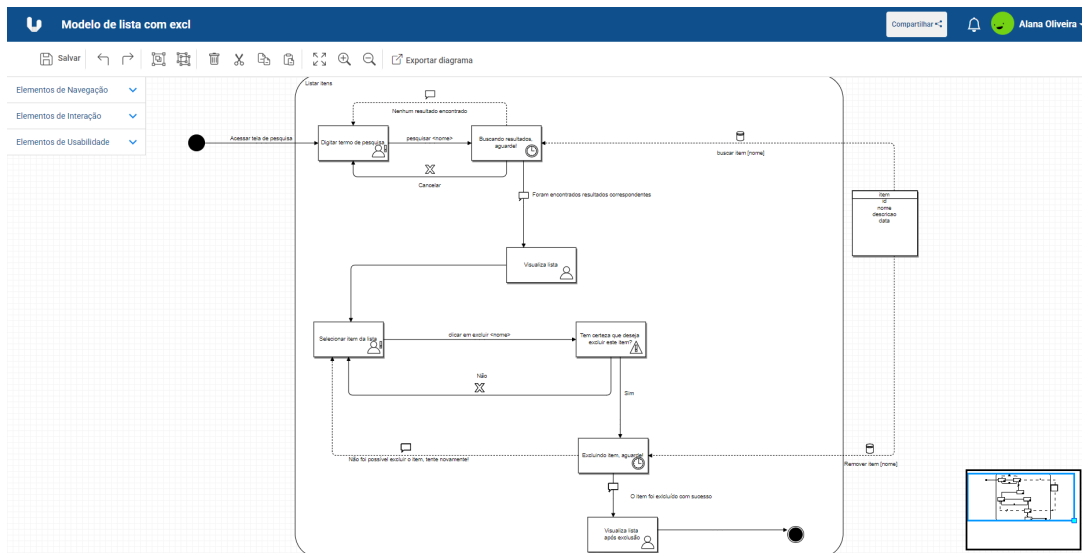 Modelo de lista com excl
Compartilhar
Alana Oliveira
Salvar
Exportar diagrama
Elementos de Navegação
Elementos de Interação
Elementos de Usabilidade
Listar itens
Nenhum resultado encontrado
Acessar tela de pesquisa
Digitar termo de pesquisa
pesquisar <nome>
Buscando resultados,
aguarde!
buscar item [nome]
Cancelar
Foram encontrados resultados correspondentes
item
id
nome
descricao
data
Visualiza lista
Selecionar item da lista
clicar em excluir <nome>
Tem certeza que deseja
excluir este item?
Não
Sim
Não foi possível excluir o item, tente novamente!
Excluindo item, aguarde!
Remover item [nome]
O item foi exlcuído com sucesso
Visualiza lista
após exclusão